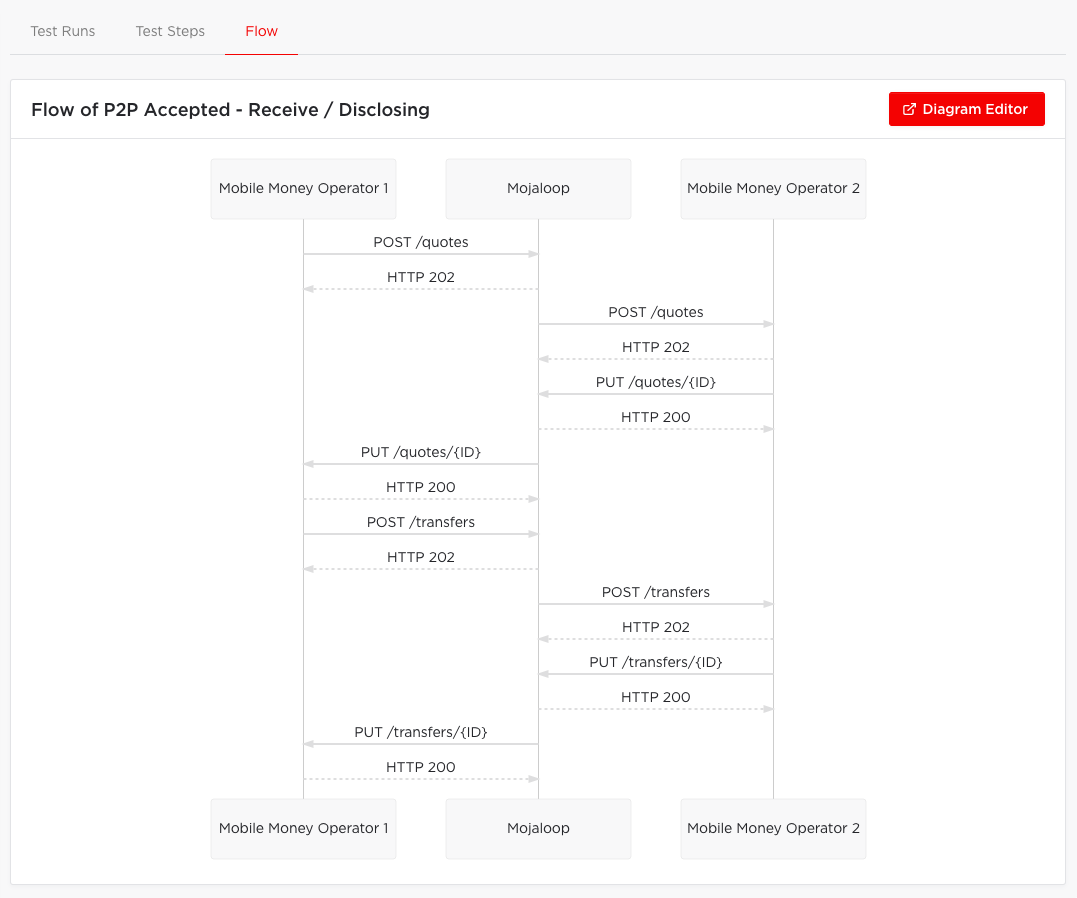 Test Runs Test Steps Flow
Flow of P2P Accepted - Receive / Disclosing
Diagram Editor
Mobile Money Operator 1 Mojaloop Mobile Money Operator 2
POST /quotes
HTTP 202
POST /quotes
HTTP 202
PUT /quotes/{ID}
HTTP 200
PUT /quotes/{ID}
HTTP 200
POST /transfers
HTTP 202
POST /transfers
HTTP 202
PUT /transfers/{ID}
HTTP 200
PUT /transfers/{ID}
HTTP 200
Mobile Money Operator 1 Mojaloop Mobile Money Operator 2